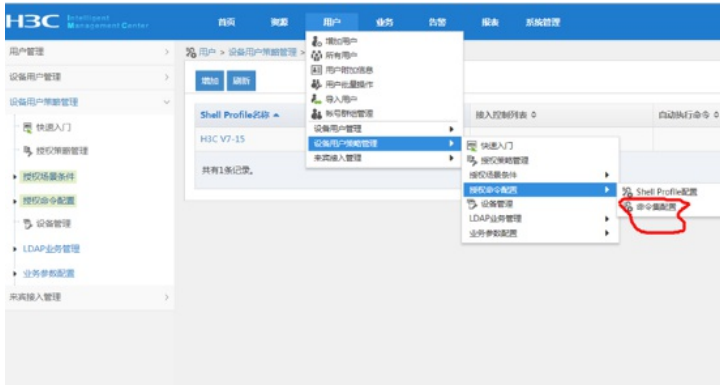 H3C Intelligent Management Center
首页 资源 用户 业务 告警 报表 系统管理
用户管理
设备用户管理
设备用户策略管理
快速入门
授权策略管理
授权场景条件
授权命令配置
设备管理
LDAP业务管理
业务参数配置
来宾接入管理
用户 > 设备用户策略管理 >
增加 刷新
Shell Profile名称 接入控制列表 自动执行命令
H3C V7-15
共有1条记录。
增加用户
所有用户
用户附加信息
用户批量操作
导入用户
帐号群组管理
设备用户管理
设备用户策略管理
来宾接入管理
快速入门
授权策略管理
授权场景条件
授权命令配置
设备管理
LDAP业务管理
业务参数配置
Shell Profile配置
命令集配置